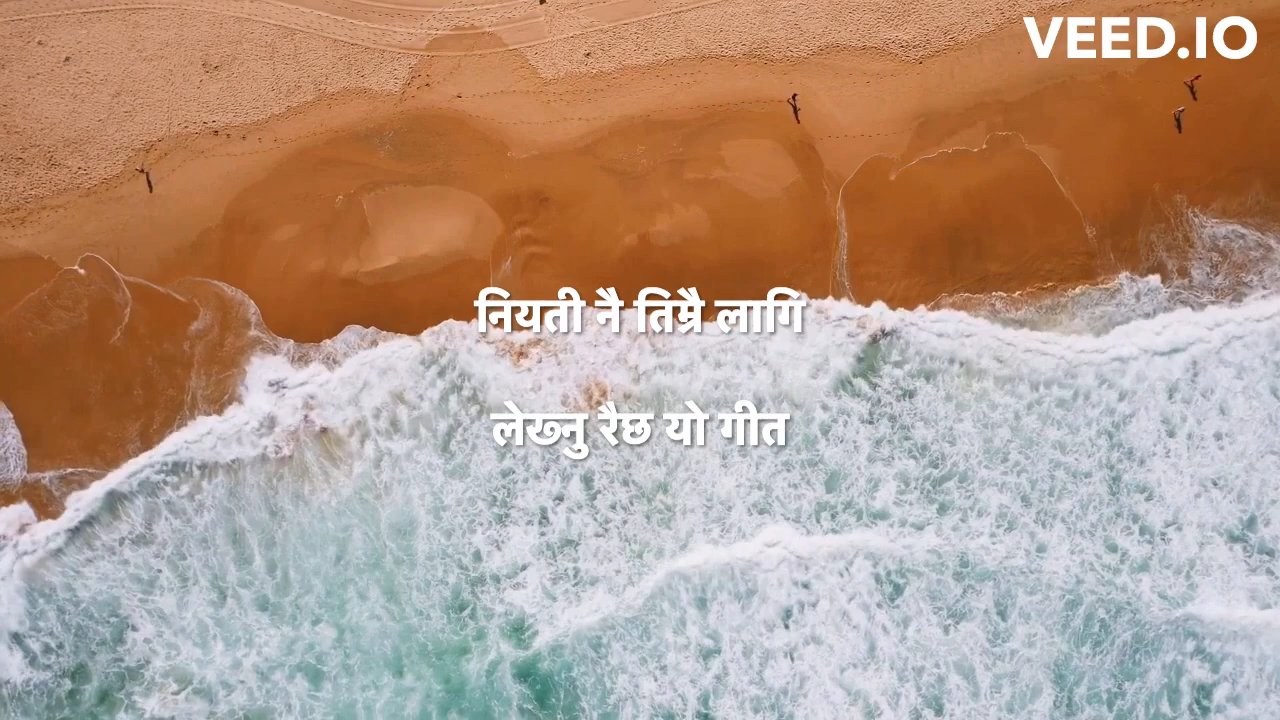 VEED.IO
नियती नै तिम्रै लागि
लेख्नु रैछ यो गीत